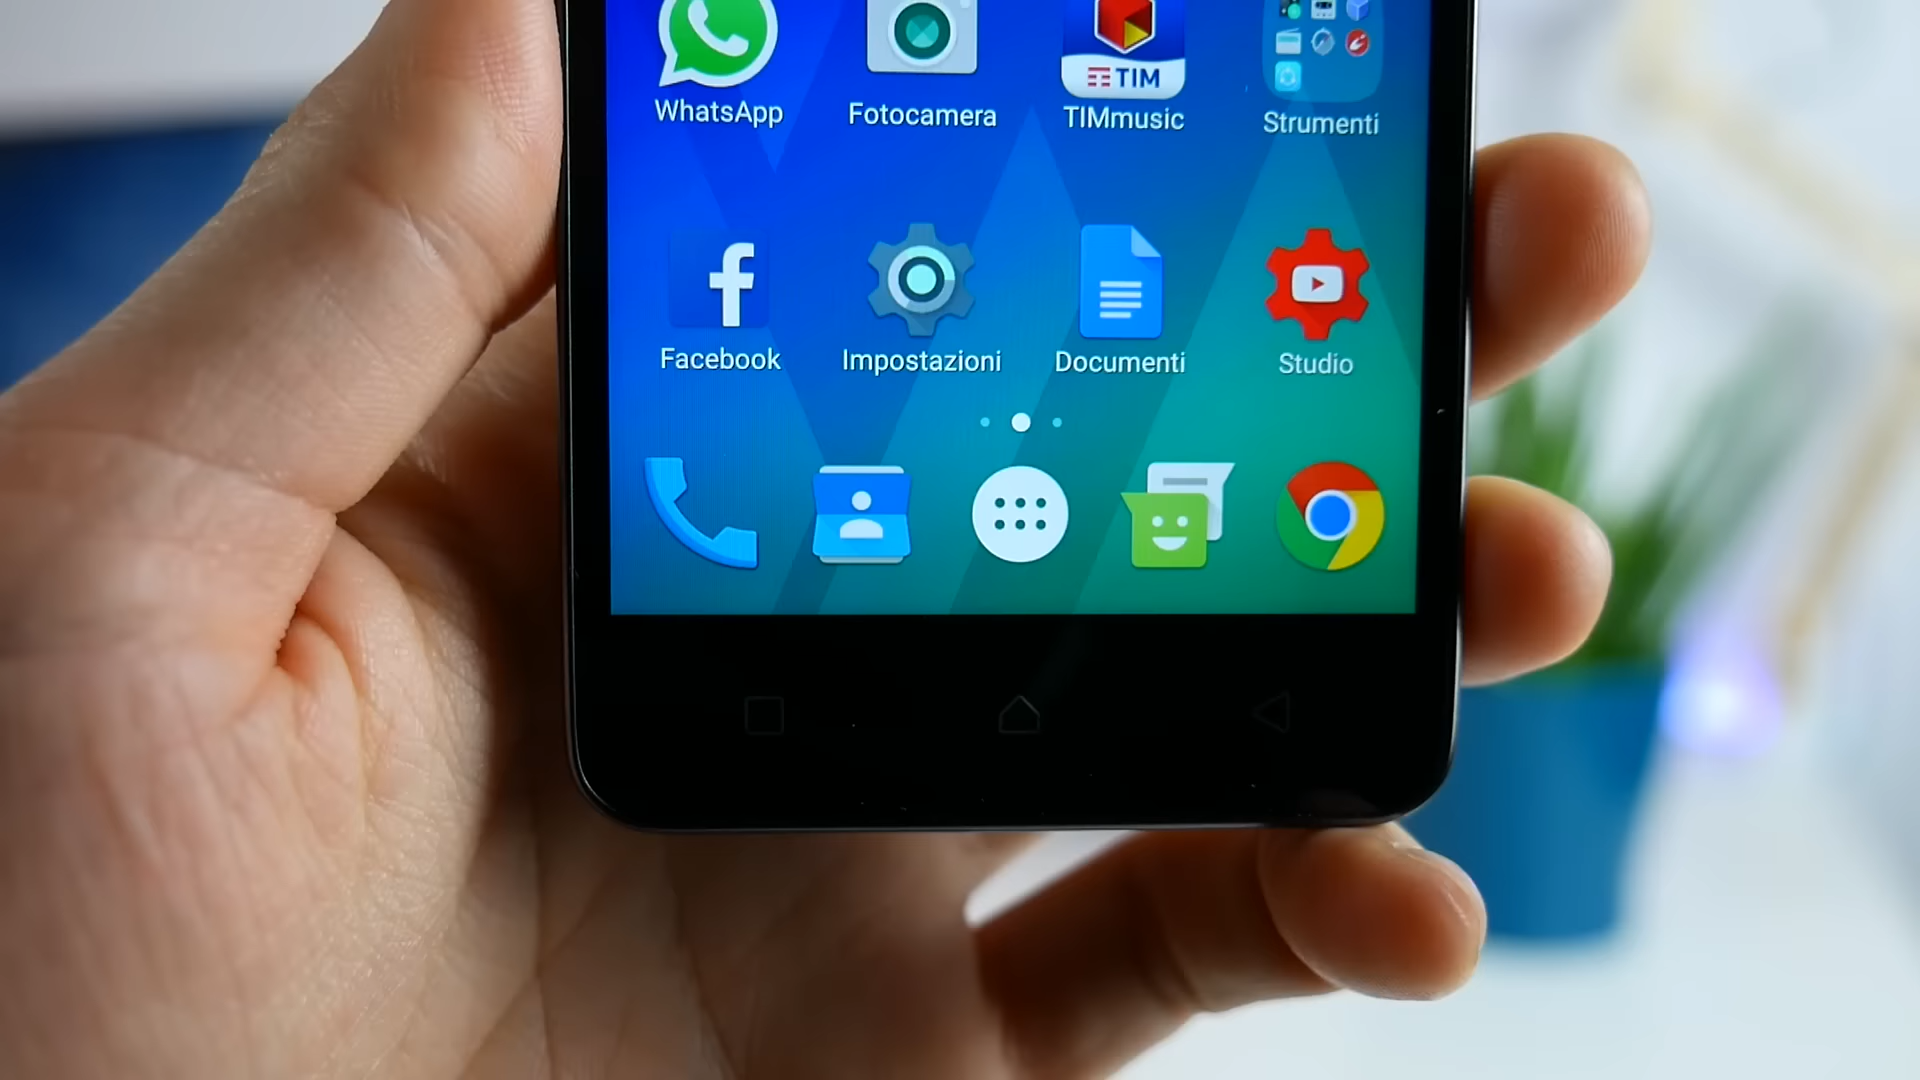 TIM
WhatsApp
Fotocamera
TIMmusic
Strumenti
Facebook
Impostazioni
Documenti
Studio